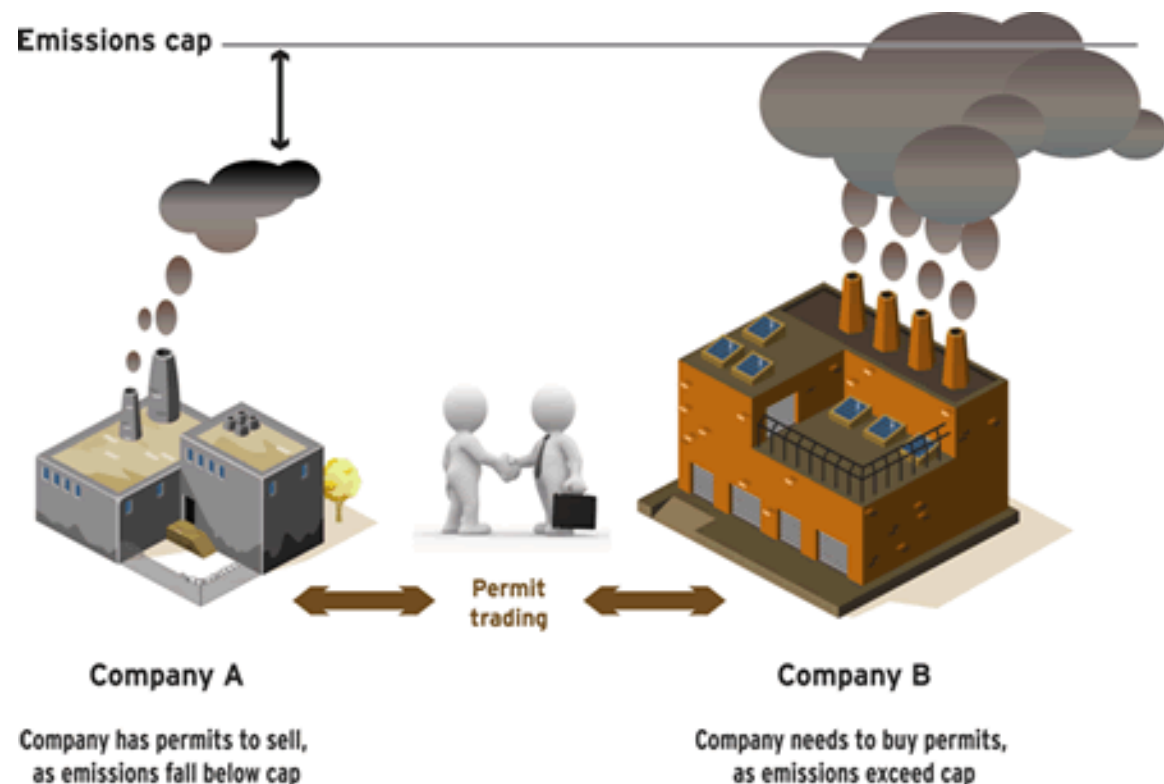 Emissions cap
Permit
trading
Company A
Company B
Company has permits to sell,
as emissions fall below cap
Company needs to buy permits,
as emissions exceed cap